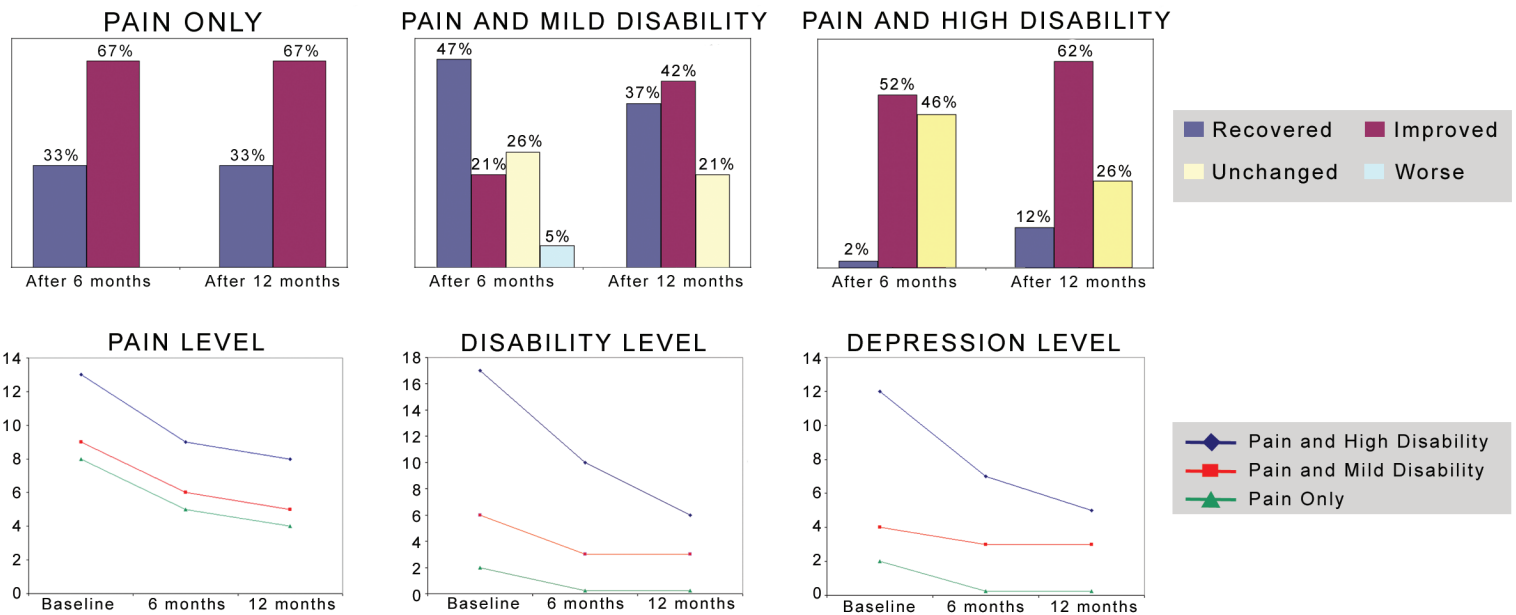 PAIN ONLY
67%
67%
33%
33%
After 6 months
After 12 months
PAIN AND MILD DISABILITY
47%
21%
26%
5%
37%
42%
21%
After 6 months
After 12 months
PAIN AND HIGH DISABILITY
2%
52%
46%
12%
62%
26%
After 6 months
After 12 months
Recovered
Improved
Unchanged
Worse
PAIN LEVEL
14
12
10
8
6
4
2
0
Baseline
6 months
12 months
DISABILITY LEVEL
18
16
14
12
10
8
6
4
2
0
Baseline
6 months
12 months
DEPRESSION LEVEL
14
12
10
8
6
4
2
0
Baseline
6 months
12 months
Pain and High Disability
Pain and Mild Disability
Pain Only